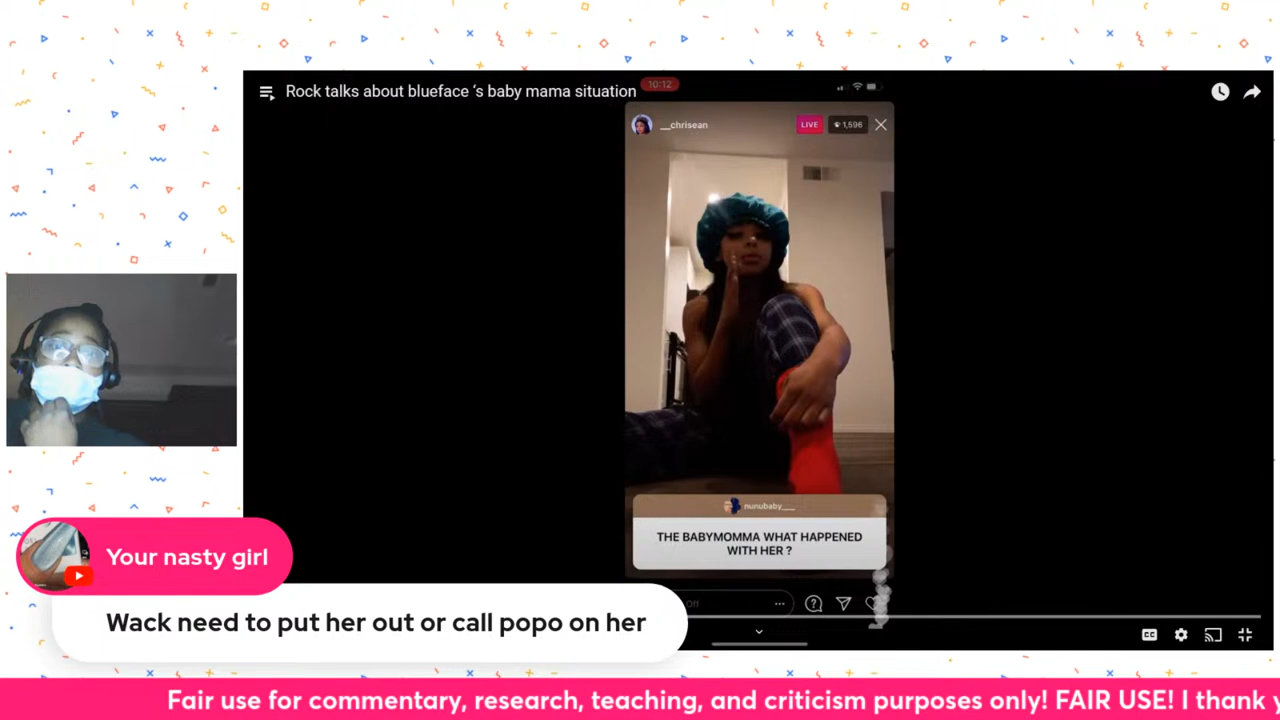 Rock talks about blueface ‘s baby mama situation
10:12
__chrisean
LIVE
1,596
nunubaby___
THE BABYMOMMA WHAT HAPPENED
WITH HER ?
Off
CC
Your nasty girl
Wack need to put her out or call popo on her
Fair use for commentary, research, teaching, and criticism purposes only! FAIR USE! I thank y